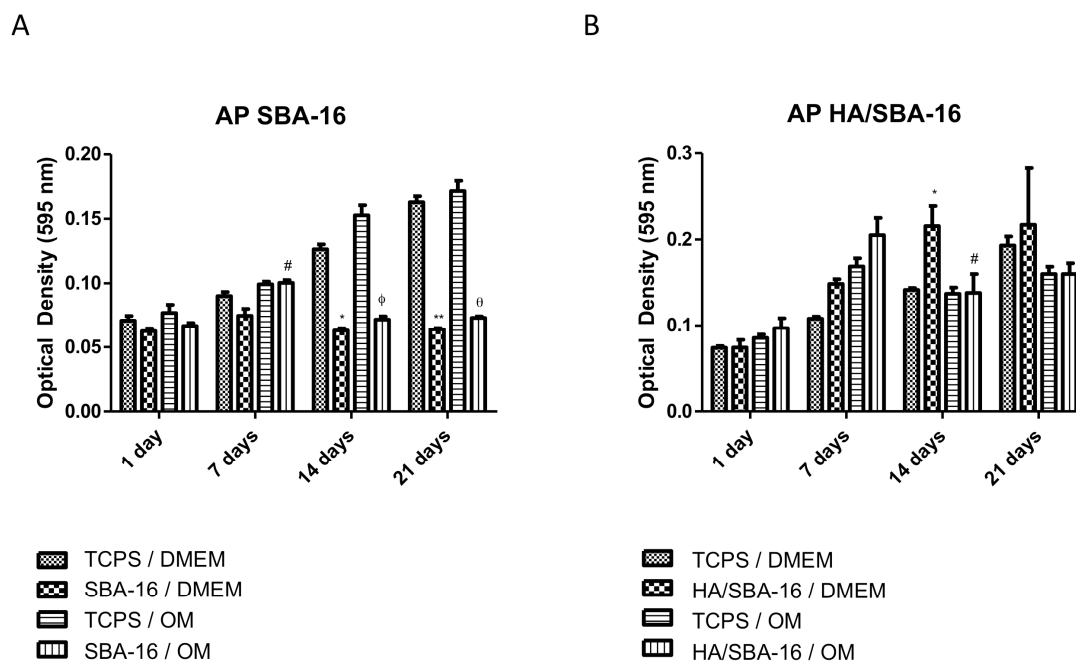 A
B
AP SBA-16
AP HA/SBA-16
Optical Density (595 nm)
0.20
0.15
0.10
0.05
0.00
#
*
ϕ
**
θ
1 day
7 days
14 days
21 days
Optical Density (595 nm)
0.3
0.2
0.1
0.0
*
#
1 day
7 days
14 days
21 days
TCPS / DMEM
SBA-16 / DMEM
TCPS / OM
SBA-16 / OM
TCPS / DMEM
HA/SBA-16 / DMEM
TCPS / OM
HA/SBA-16 / OM